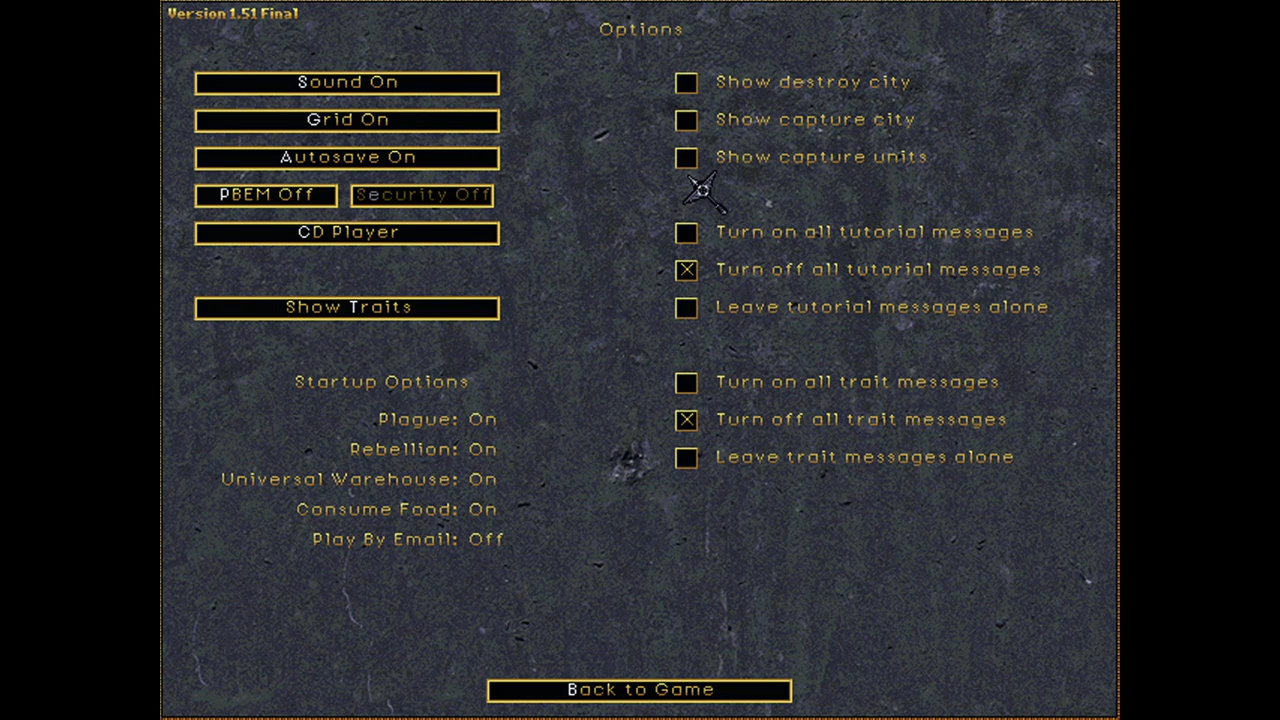 Version 1.51 Final
Options
Sound On
Grid On
Autosave On
PBEM Off
Security Off
CD Player
Show Traits
Startup Options
Plague: On
Rebellion: On
Universal Warehouse: On
Consume Food: On
Play By Email: Off
Show destroy city
Show capture city
Show capture units
Turn on all tutorial messages
Turn off all tutorial messages
Leave tutorial messages alone
Turn on all trait messages
Turn off all trait messages
Leave trait messages alone
Back to Game